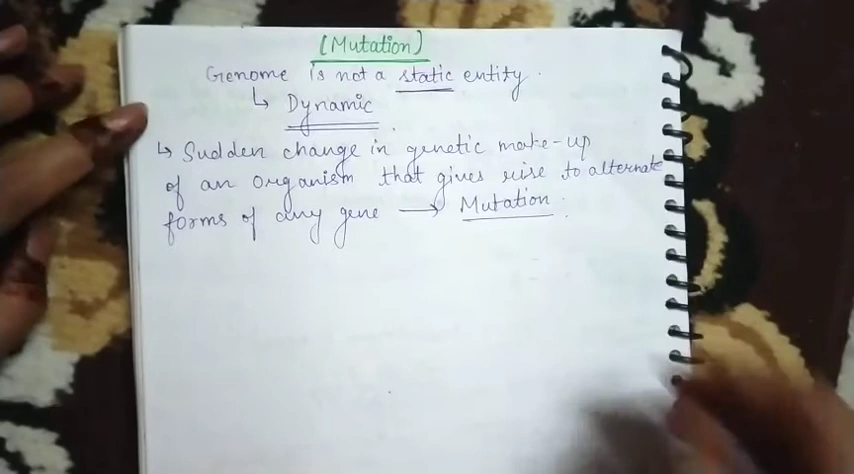 [Mutation)
Genome is not a static entity.
↳ Dynamic.
↳ Sudden change in genetic make-up
of an organism that gives rise to alternate
forms of any gene → Mutation.